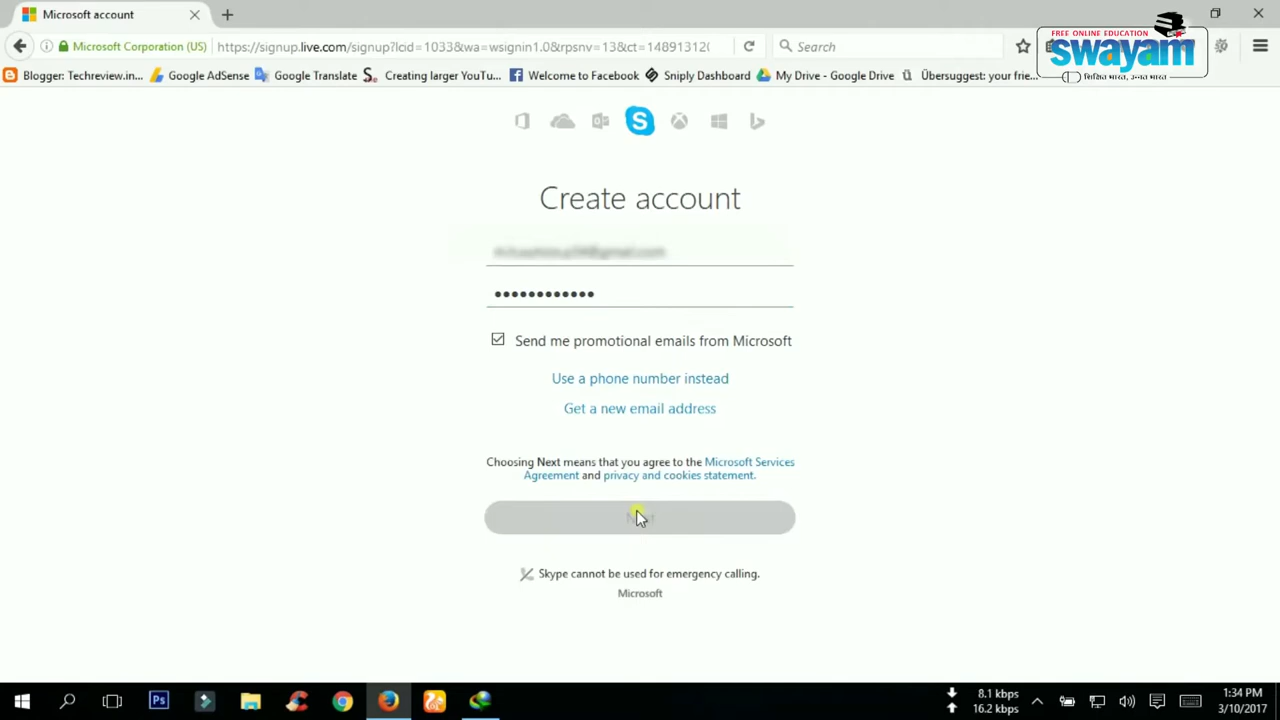 Microsoft account
Microsoft Corporation (US)
https://signup.live.com/signup?lcid=1033&wa=wsignin1.0&rpsnv=13&ct=14891312(
Search
FREE ONLINE EDUCATION
swayam
शिक्षित भारत, उन्नत भारत
Blogger: Techreview.in...
Google AdSense
Google Translate
Creating larger YouTu...
Welcome to Facebook
Sniply Dashboard
My Drive - Google Drive
Übersuggest: your frie...
Create account
Send me promotional emails from Microsoft
Use a phone number instead
Get a new email address
Choosing Next means that you agree to the Microsoft Services
Agreement and privacy and cookies statement.
Next
Skype cannot be used for emergency calling.
Microsoft
8.1 kbps
16.2 kbps
1:34 PM
3/10/2017